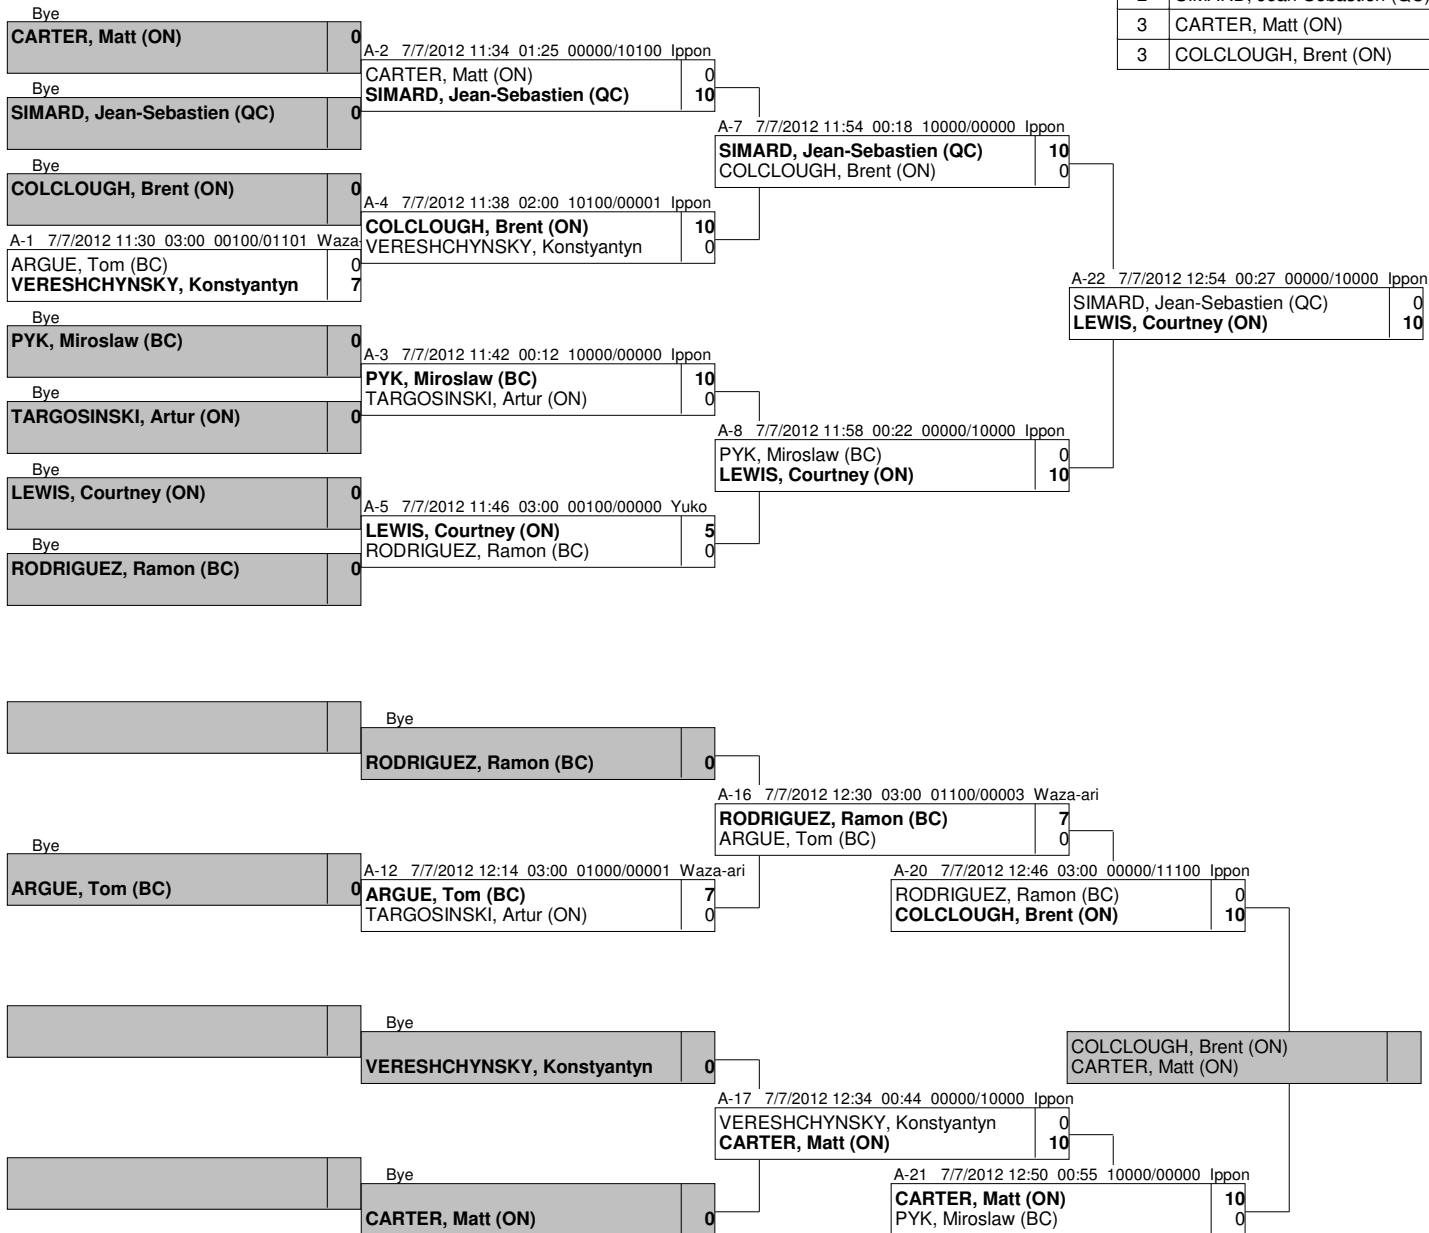 Bye
CARTER, Matt (ON) 0
Bye
SIMARD, Jean-Sebastien (QC) 0
Bye
COLCLOUGH, Brent (ON) 0
A-1 7/7/2012 11:30 03:00 00100/01101 Waza-
ARGUE, Tom (BC) 0
VERESHCHYNSKY, Konstyantyn 7
Bye
PYK, Miroslaw (BC) 0
Bye
TARGOSINSKI, Artur (ON) 0
Bye
LEWIS, Courtney (ON) 0
Bye
RODRIGUEZ, Ramon (BC) 0
A-2 7/7/2012 11:34 01:25 00000/10100 Ippon
CARTER, Matt (ON) 0
SIMARD, Jean-Sebastien (QC) 10
A-4 7/7/2012 11:38 02:00 10100/00001 Ippon
COLCLOUGH, Brent (ON) 10
VERESHCHYNSKY, Konstyantyn 0
A-3 7/7/2012 11:42 00:12 10000/00000 Ippon
PYK, Miroslaw (BC) 10
TARGOSINSKI, Artur (ON) 0
A-5 7/7/2012 11:46 03:00 00100/00000 Yuko
LEWIS, Courtney (ON) 5
RODRIGUEZ, Ramon (BC) 0
A-7 7/7/2012 11:54 00:18 10000/00000 Ippon
SIMARD, Jean-Sebastien (QC) 10
COLCLOUGH, Brent (ON) 0
A-8 7/7/2012 11:58 00:22 00000/10000 Ippon
PYK, Miroslaw (BC) 0
LEWIS, Courtney (ON) 10
3 CARTER, Matt (ON)
3 COLCLOUGH, Brent (ON)
A-22 7/7/2012 12:54 00:27 00000/10000 Ippon
SIMARD, Jean-Sebastien (QC) 0
LEWIS, Courtney (ON) 10
Bye
RODRIGUEZ, Ramon (BC) 0
Bye
ARGUE, Tom (BC) 0
A-12 7/7/2012 12:14 03:00 01000/00001 Waza-ari
ARGUE, Tom (BC) 7
TARGOSINSKI, Artur (ON) 0
A-16 7/7/2012 12:30 03:00 01100/00003 Waza-ari
RODRIGUEZ, Ramon (BC) 7
ARGUE, Tom (BC) 0
A-20 7/7/2012 12:46 03:00 00000/11100 Ippon
RODRIGUEZ, Ramon (BC) 0
COLCLOUGH, Brent (ON) 10
Bye
VERESHCHYNSKY, Konstyantyn 0
Bye
CARTER, Matt (ON) 0
A-17 7/7/2012 12:34 00:44 00000/10000 Ippon
VERESHCHYNSKY, Konstyantyn 0
CARTER, Matt (ON) 10
A-21 7/7/2012 12:50 00:55 10000/00000 Ippon
CARTER, Matt (ON) 10
PYK, Miroslaw (BC) 0
COLCLOUGH, Brent (ON)
CARTER, Matt (ON)